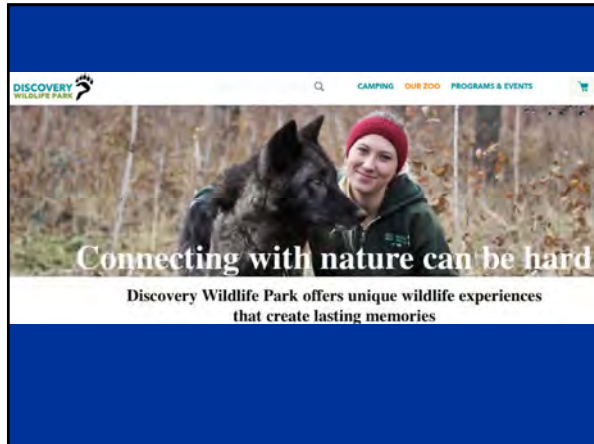 DISCOVERY
WILDLIFE PARK
CAMPING OUR ZOO PROGRAMS & EVENTS
Connecting with nature can be hard
Discovery Wildlife Park offers unique wildlife experiences
that create lasting memories